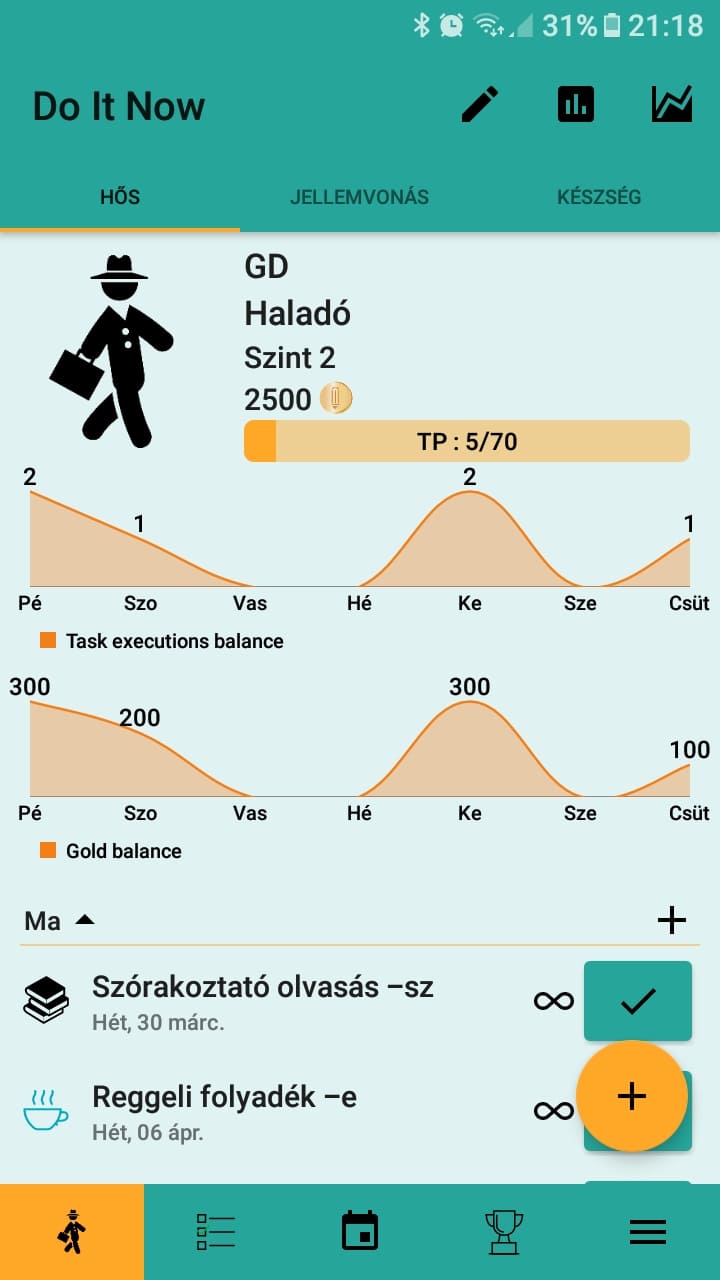 31% 21:18
Do It Now
HŐS JELLEMVONÁS KÉSZSÉG
GD
Haladó
Szint 2
2500
TP : 5/70
2 1 2 1
Pé Szo Vas Hé Ke Sze Csüt
Task executions balance
300 200 300 100
Pé Szo Vas Hé Ke Sze Csüt
Gold balance
Ma
Szórakoztató olvasás –sz
Hét, 30 márc.
Reggeli folyadék –e
Hét, 06 ápr.